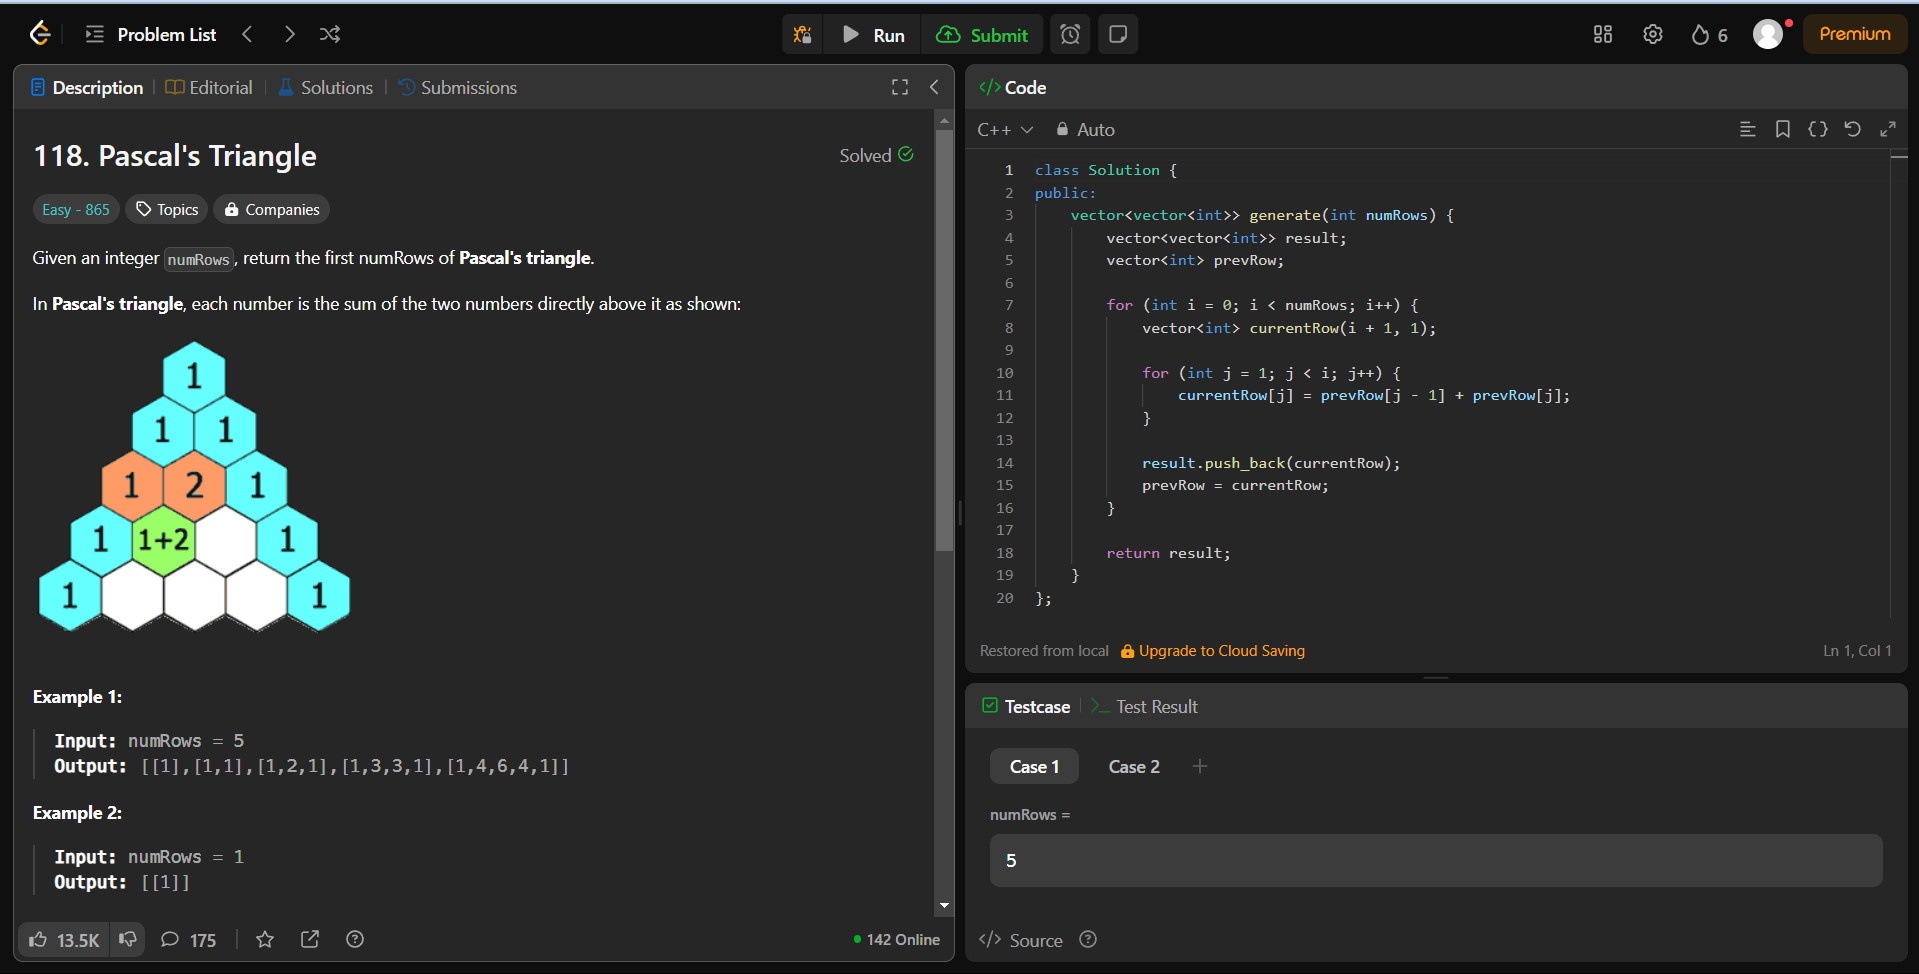 Problem List
Run
Submit
6
Premium
Description
Editorial
Solutions
Submissions
118. Pascal's Triangle
Solved
Easy - 865
Topics
Companies
Given an integer numRows, return the first numRows of Pascal's triangle.
In Pascal's triangle, each number is the sum of the two numbers directly above it as shown:
1
1 1
1 2 1
1 1+2 1
1 1
Example 1:
Input: numRows = 5
Output: [[1],[1,1],[1,2,1],[1,3,3,1],[1,4,6,4,1]]
Example 2:
Input: numRows = 1
Output: [[1]]
13.5K
175
142 Online
</> Code
C++
Auto
1 class Solution {
2 public:
3     vector<vector<int>> generate(int numRows) {
4         vector<vector<int>> result;
5         vector<int> prevRow;
6
7         for (int i = 0; i < numRows; i++) {
8             vector<int> currentRow(i + 1, 1);
9
10             for (int j = 1; j < i; j++) {
11                 currentRow[j] = prevRow[j - 1] + prevRow[j];
12             }
13
14             result.push_back(currentRow);
15             prevRow = currentRow;
16         }
17
18         return result;
19     }
20 };
Restored from local
Upgrade to Cloud Saving
Ln 1, Col 1
Testcase
Test Result
Case 1
Case 2
numRows =
5
</> Source